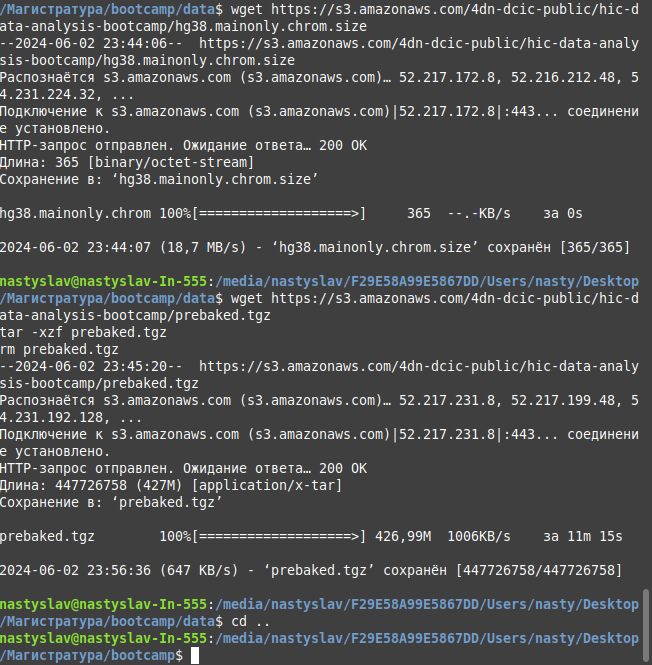 /Магистратура/bootcamp/data$ wget https://s3.amazonaws.com/4dn-dcic-public/hic-d
ata-analysis-bootcamp/hg38.mainonly.chrom.size
--2024-06-02 23:44:06--  https://s3.amazonaws.com/4dn-dcic-public/hic-data-analy
sis-bootcamp/hg38.mainonly.chrom.size
Распознаётся s3.amazonaws.com (s3.amazonaws.com)… 52.217.172.8, 52.216.212.48, 5
4.231.224.32, ...
Подключение к s3.amazonaws.com (s3.amazonaws.com)|52.217.172.8|:443... соединени
е установлено.
HTTP-запрос отправлен. Ожидание ответа… 200 OK
Длина: 365 [binary/octet-stream]
Сохранение в: ‘hg38.mainonly.chrom.size’
hg38.mainonly.chrom 100%[===================>]     365  --.-KB/s    за 0s
2024-06-02 23:44:07 (18,7 MB/s) - ‘hg38.mainonly.chrom.size’ сохранён [365/365]
nastyslav@nastyslav-In-555:/media/nastyslav/F29E58A99E5867DD/Users/nasty/Desktop
/Магистратура/bootcamp/data$ wget https://s3.amazonaws.com/4dn-dcic-public/hic-d
ata-analysis-bootcamp/prebaked.tgz
tar -xzf prebaked.tgz
rm prebaked.tgz
--2024-06-02 23:45:20--  https://s3.amazonaws.com/4dn-dcic-public/hic-data-analy
sis-bootcamp/prebaked.tgz
Распознаётся s3.amazonaws.com (s3.amazonaws.com)… 52.217.231.8, 52.217.199.48, 5
4.231.192.128, ...
Подключение к s3.amazonaws.com (s3.amazonaws.com)|52.217.231.8|:443... соединени
е установлено.
HTTP-запрос отправлен. Ожидание ответа… 200 OK
Длина: 447726758 (427M) [application/x-tar]
Сохранение в: ‘prebaked.tgz’
prebaked.tgz        100%[===================>] 426,99M  1006KB/s    за 11m 15s
2024-06-02 23:56:36 (647 KB/s) - ‘prebaked.tgz’ сохранён [447726758/447726758]
nastyslav@nastyslav-In-555:/media/nastyslav/F29E58A99E5867DD/Users/nasty/Desktop
/Магистратура/bootcamp/data$ cd ..
nastyslav@nastyslav-In-555:/media/nastyslav/F29E58A99E5867DD/Users/nasty/Desktop
/Магистратура/bootcamp$